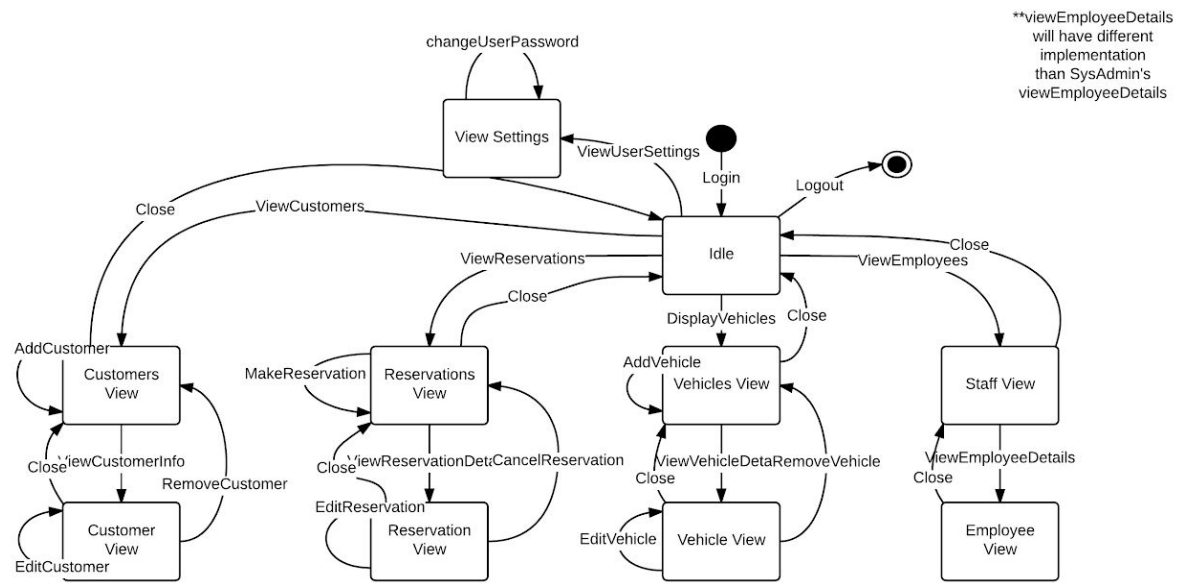 **viewEmployeeDetails
will have different
implementation
than SysAdmin's
viewEmployeeDetails
changeUserPassword
View Settings
ViewUserSettings
Login
Logout
Close
ViewCustomers
Idle
Close
ViewReservations
ViewEmployees
Close
DisplayVehicles
Close
AddCustomer
Customers
View
MakeReservation
Reservations
View
AddVehicle
Vehicles View
Staff View
Close
ViewCustomerInfo
RemoveCustomer
Close
ViewReservationDeta
CancelReservation
Close
ViewVehicleDeta
RemoveVehicle
Close
ViewEmployeeDetails
EditCustomer
Customer
View
EditReservation
Reservation
View
EditVehicle
Vehicle View
Employee
View